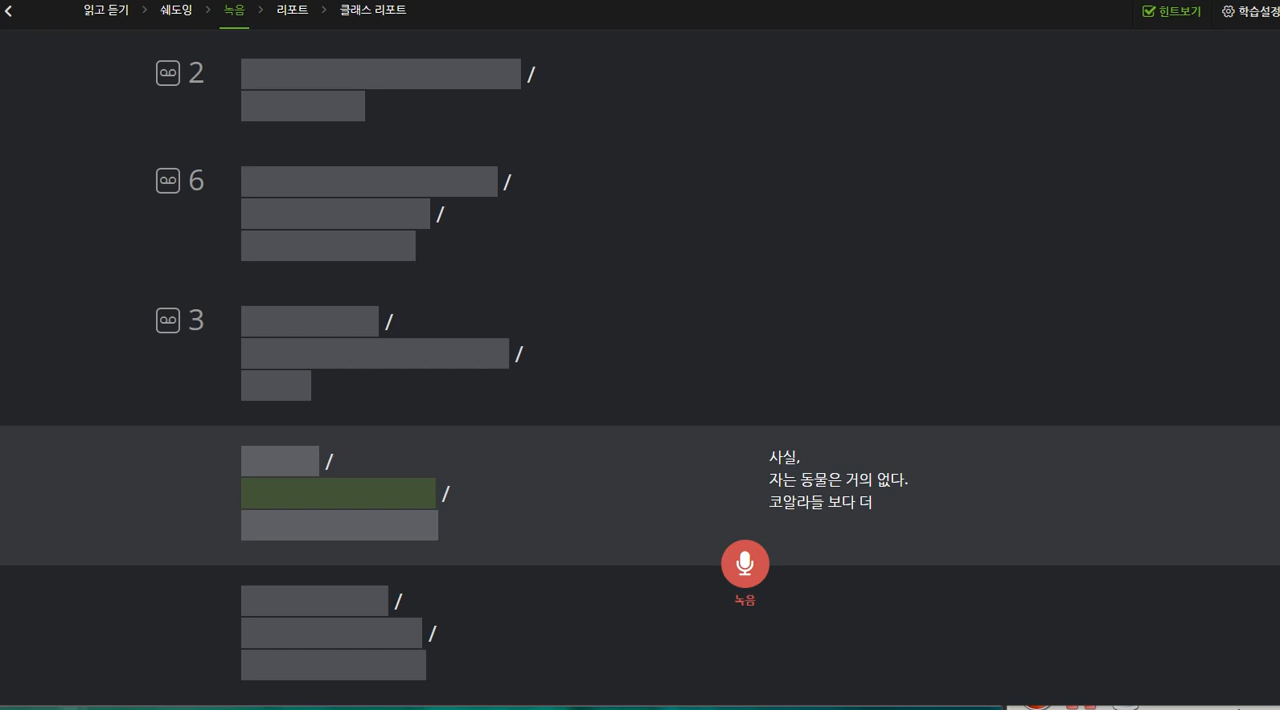 읽고 듣기 > 쉐도잉 > 녹음 > 리포트 > 클래스 리포트
힌트보기 학습설정
2 /
6 /
/
3 /
/
/
사실,
/
자는 동물은 거의 없다.
코알라들 보다 더
녹음
/
/